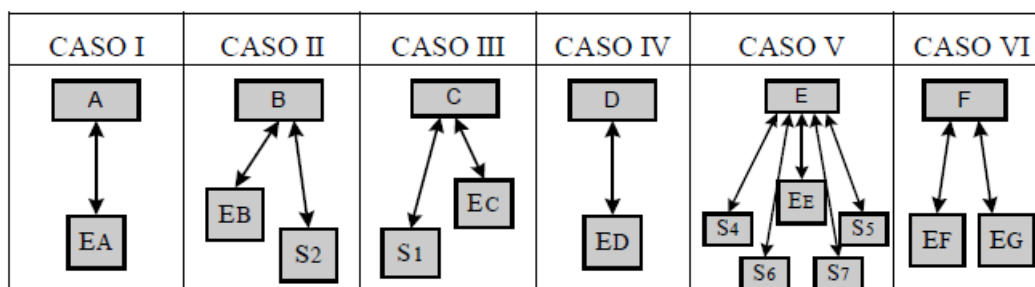 CASO I CASO II CASO III CASO IV CASO V CASO VI
A B C D E F
EB EC EE
EA S2 S1 ED S4 S5 EF EG
S6 S7